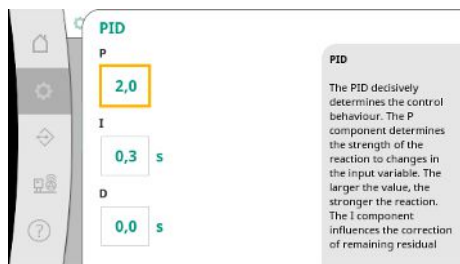 PID
P
2,0
I
0,3 s
D
0,0 s
PID
The PID decisively
determines the control
behaviour. The P
component determines
the strength of the
reaction to changes in
the input variable. The
larger the value, the
stronger the reaction.
The I component
influences the correction
of remaining residual
?